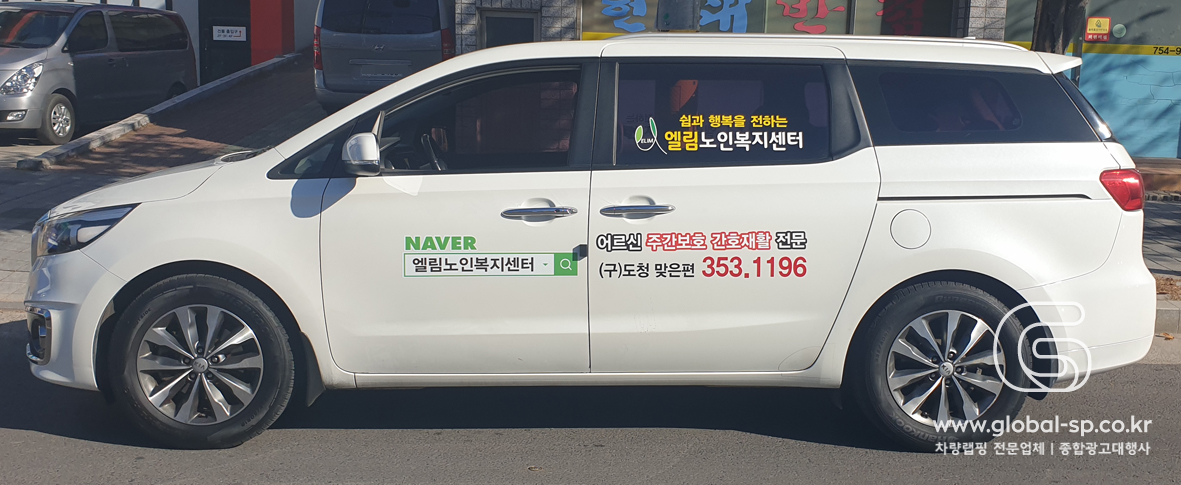 쉼과 행복을 전하는
ELIM
엘림노인복지센터
NAVER
엘림노인복지센터
어르신 주간보호 간호재활 전문
(구)도청 맞은편 353.1196
754-9
www.global-sp.co.kr
차량랩핑 전문업체 | 종합광고대행사